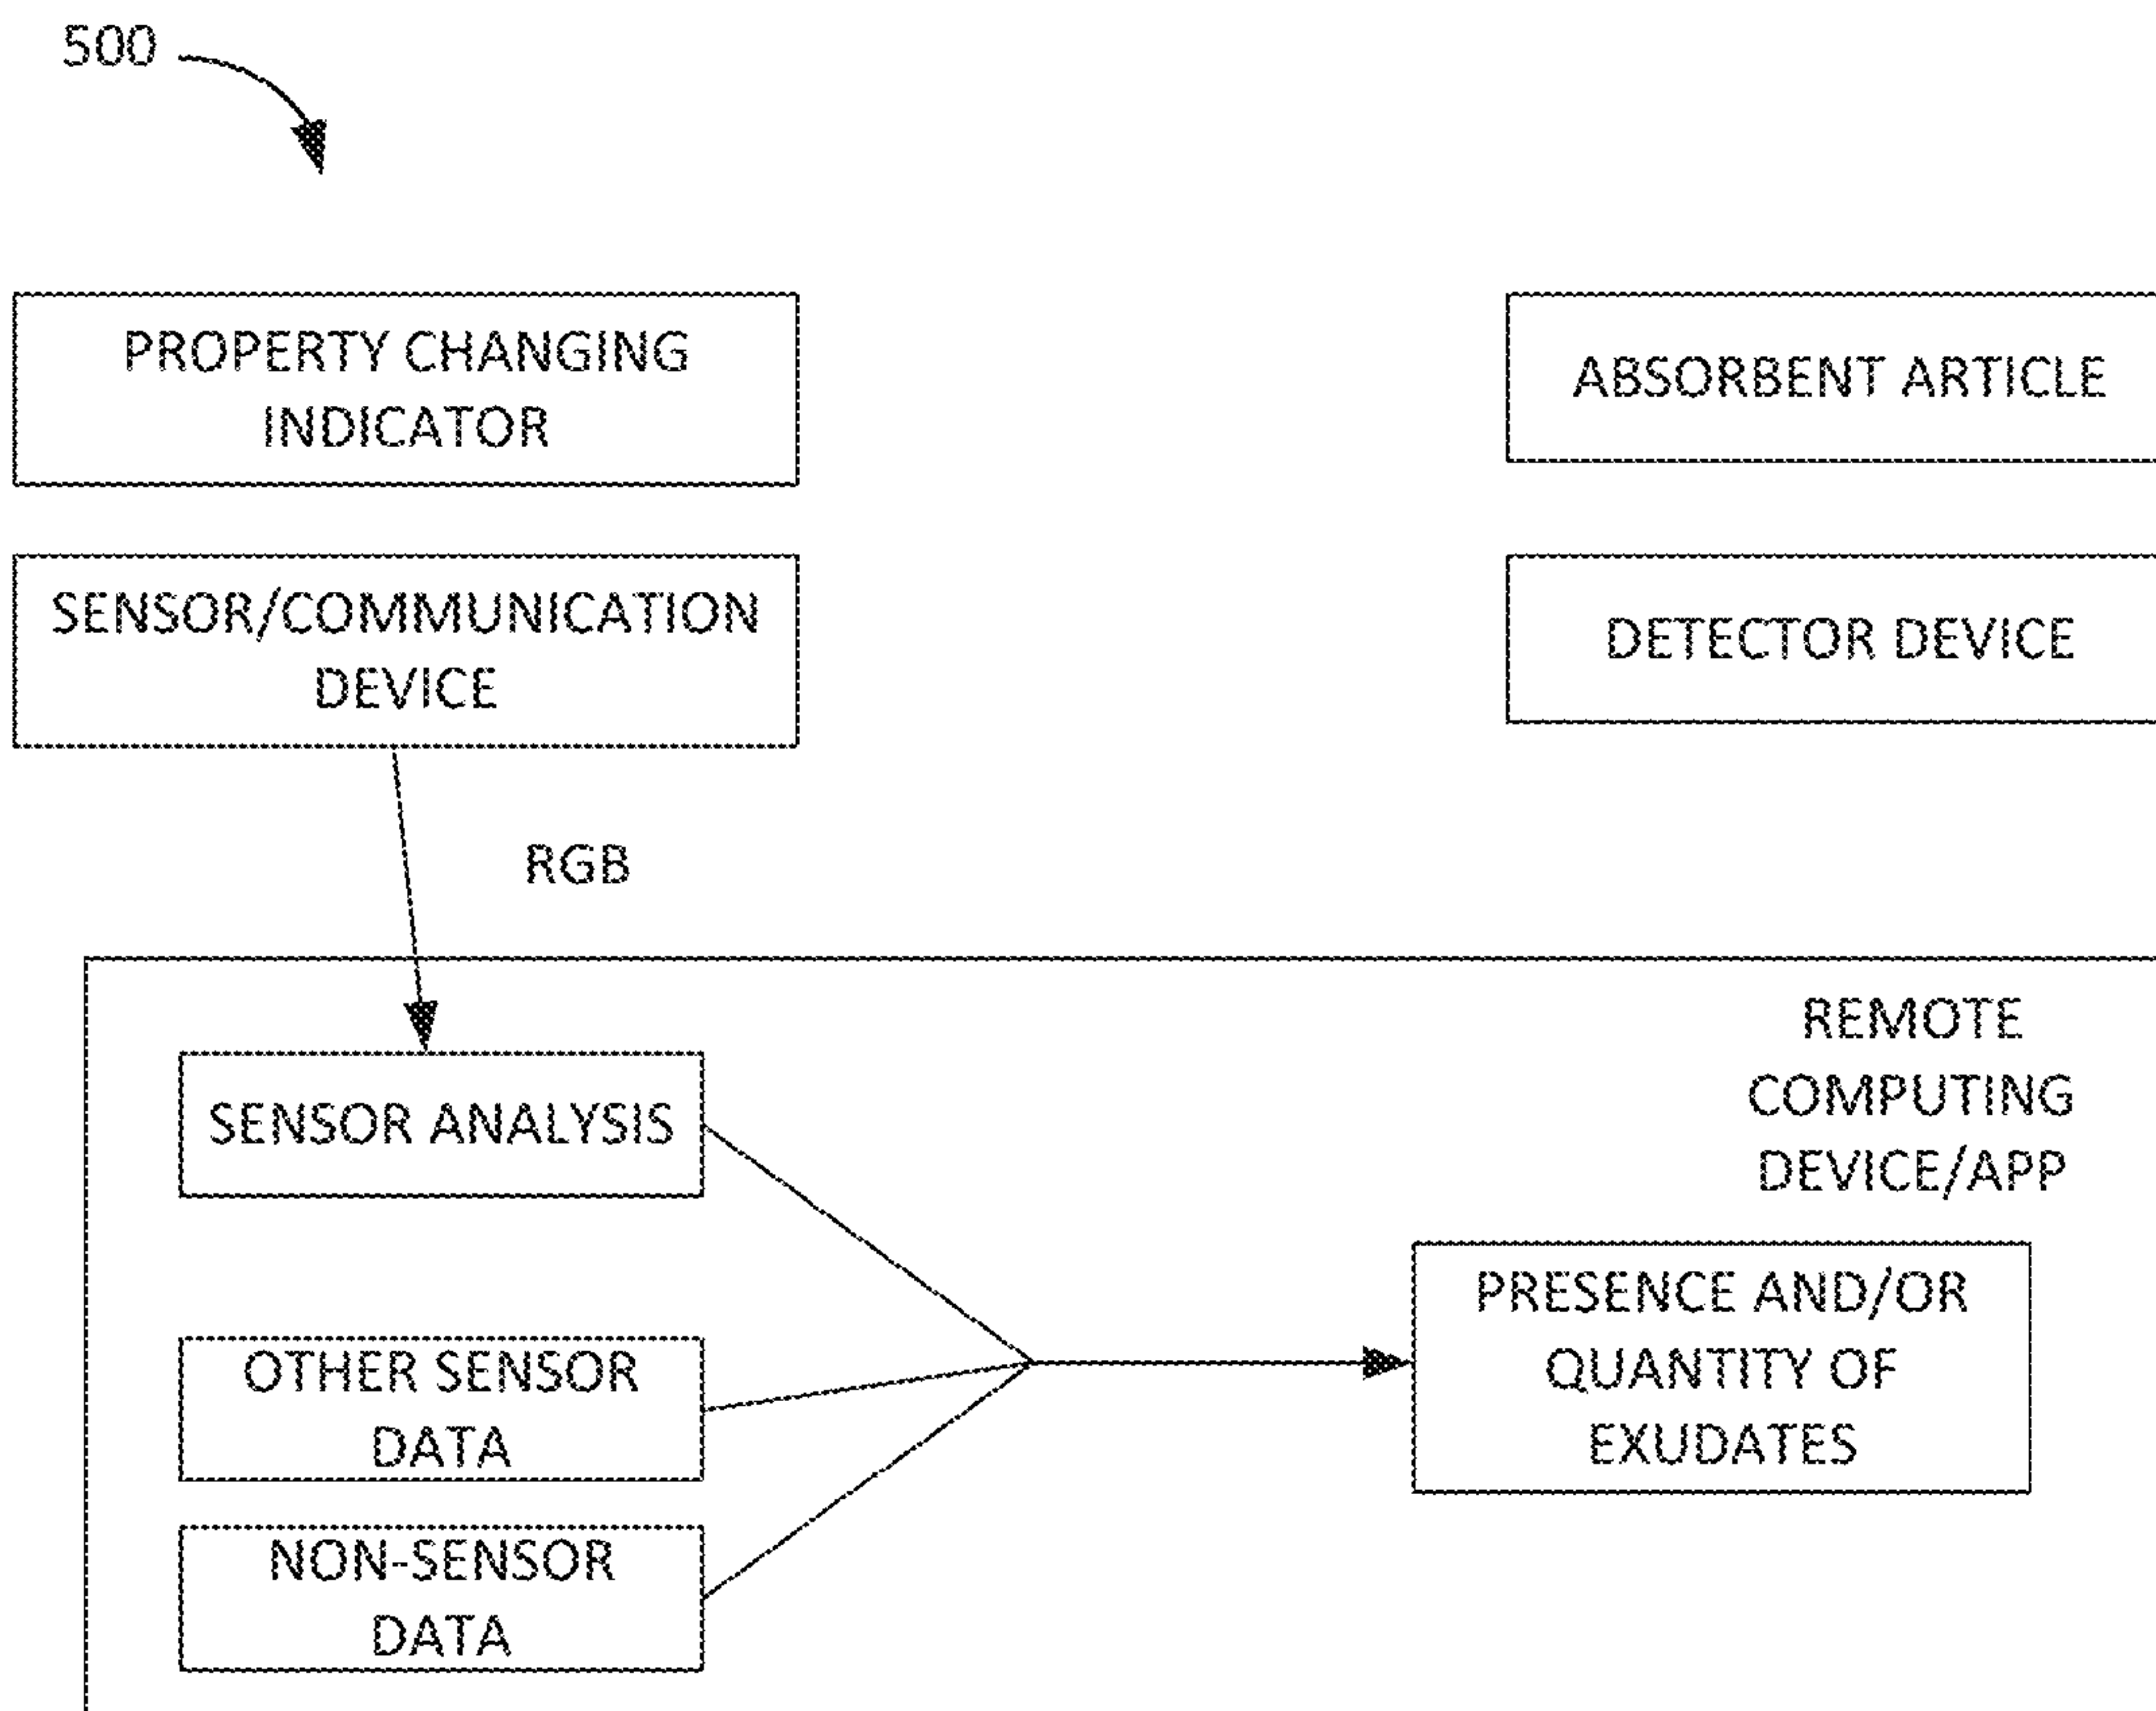 500
PROPERTY CHANGING
INDICATOR
ABSORBENT ARTICLE
SENSOR/COMMUNICATION
DEVICE
DETECTOR DEVICE
RGB
REMOTE
COMPUTING
DEVICE/APP
SENSOR ANALYSIS
PRESENCE AND/OR
QUANTITY OF
EXUDATES
OTHER SENSOR
DATA
NON-SENSOR
DATA